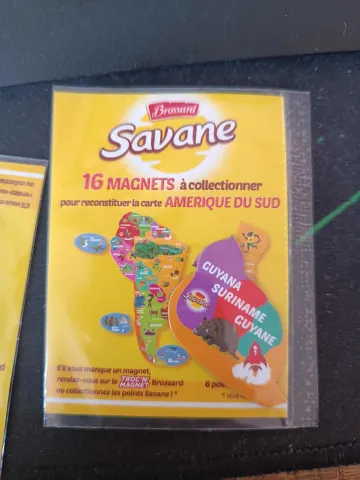 Brossard
Savane
16 MAGNETS à collectionner
pour reconstituer la carte AMERIQUE DU SUD
GUYANA
SURINAME
GUYANE
Savane
S'il vous manque un magnet,
rendez-vous sur le TROC'N' MAGNET Brossard
ou collectionnez les points Savane ! *
6